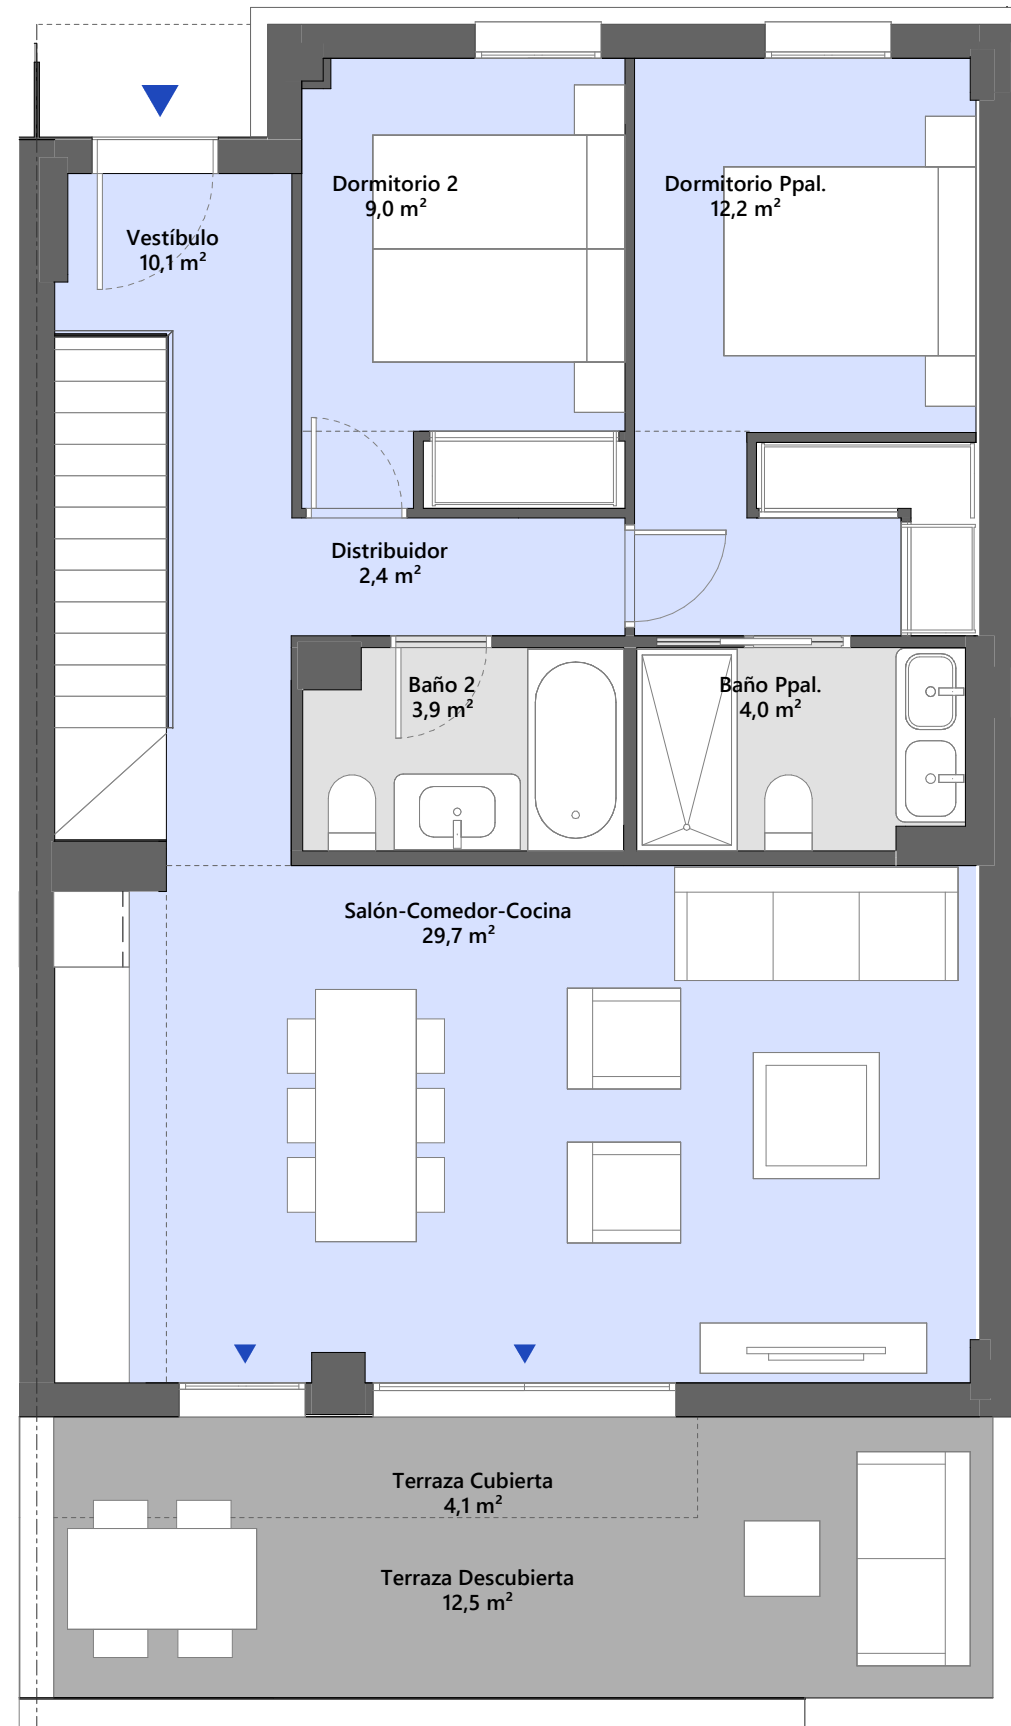 Dormitorio 2
9,0 m²
Dormitorio Ppal.
12,2 m²
Vestíbulo
10,1 m²
Distribuidor
2,4 m²
Baño 2
3,9 m²
Baño Ppal.
4,0 m²
Salón-Comedor-Cocina
29,7 m²
Terraza Cubierta
4,1 m²
Terraza Descubierta
12,5 m²